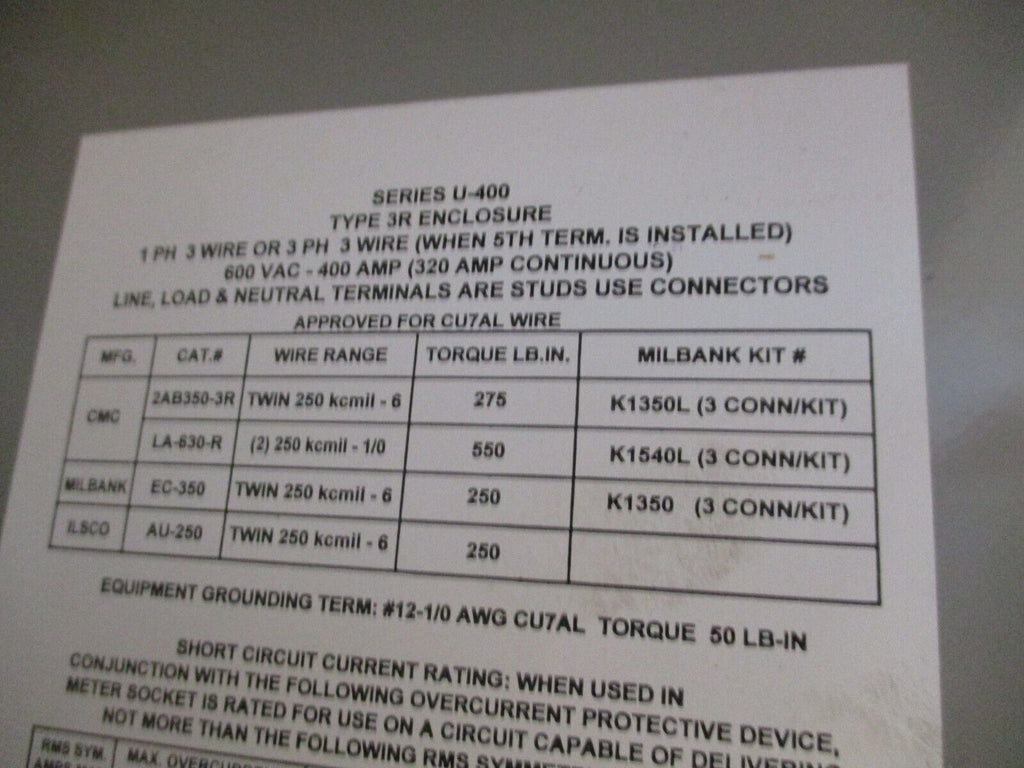 SERIES U-400
TYPE 3R ENCLOSURE
1 PH 3 WIRE OR 3 PH 3 WIRE (WHEN 5TH TERM. IS INSTALLED)
600 VAC - 400 AMP (320 AMP CONTINUOUS)
LINE, LOAD & NEUTRAL TERMINALS ARE STUDS USE CONNECTORS
APPROVED FOR CU7AL WIRE
MFG. CAT.# WIRE RANGE TORQUE LB.IN. MILBANK KIT #
CMC 2AB350-3R TWIN 250 kcmil - 6 275 K1350L (3 CONN/KIT)
LA-630-R (2) 250 kcmil - 1/0 550 K1540L (3 CONN/KIT)
MILBANK EC-350 TWIN 250 kcmil - 6 250 K1350 (3 CONN/KIT)
ILSCO AU-250 TWIN 250 kcmil - 6 250
EQUIPMENT GROUNDING TERM: #12-1/0 AWG CU7AL TORQUE 50 LB-IN
SHORT CIRCUIT CURRENT RATING: WHEN USED IN
CONJUNCTION WITH THE FOLLOWING OVERCURRENT PROTECTIVE DEVICE,
METER SOCKET IS RATED FOR USE ON A CIRCUIT CAPABLE OF DELIVERING
NOT MORE THAN THE FOLLOWING RMS
RMS SYM. MAX.